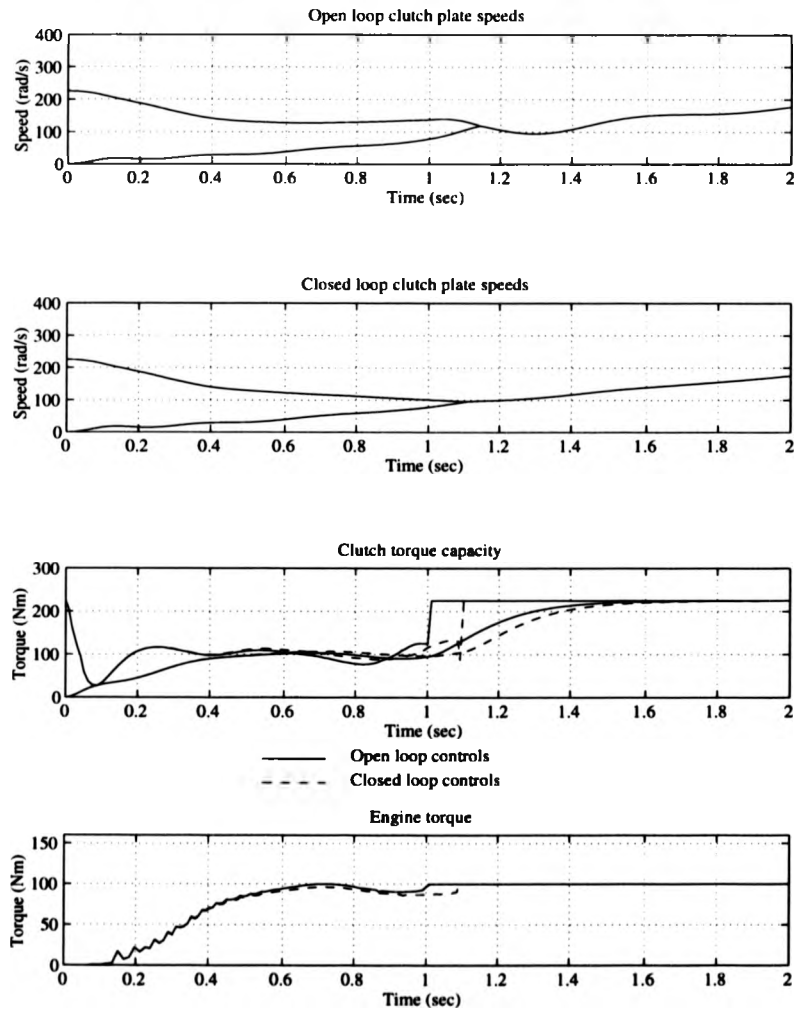 Open loop clutch plate speeds
Speed (rad/s)
400
300
200
100
0
0 0.2 0.4 0.6 0.8 1 1.2 1.4 1.6 1.8 2
Time (sec)
Closed loop clutch plate speeds
Speed (rad/s)
400
300
200
100
0
0 0.2 0.4 0.6 0.8 1 1.2 1.4 1.6 1.8 2
Time (sec)
Clutch torque capacity
Torque (Nm)
300
200
100
0
0 0.2 0.4 0.6 0.8 1 1.2 1.4 1.6 1.8 2
Time (sec)
Open loop controls
Closed loop controls
Engine torque
Torque (Nm)
150
100
50
0
0 0.2 0.4 0.6 0.8 1 1.2 1.4 1.6 1.8 2
Time (sec)